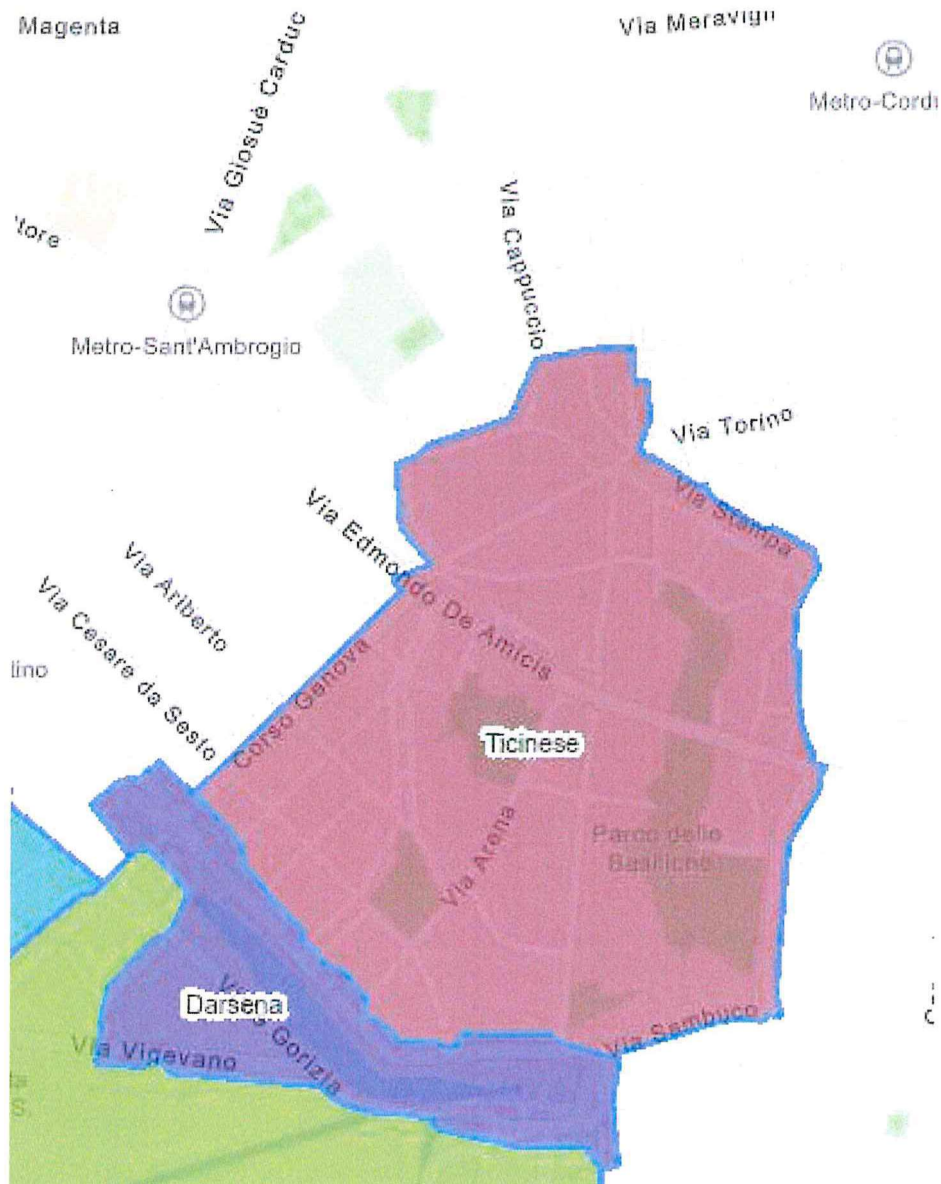 Magenta
Via Giosuè Carduc
Via Meravigli
Metro-Cordu
Via Cappuccio
'tore
Metro-Sant'Ambrogio
Via Torino
Via Stampa
Via Edmondo De Amicis
Via Ariberto
Via Cesare da Sesto
lino
Corso Genova
Ticinese
Via Arena
Parco delle
Basiliche
Darsena
Gorizia
Via Vigevano
Via Sambuco